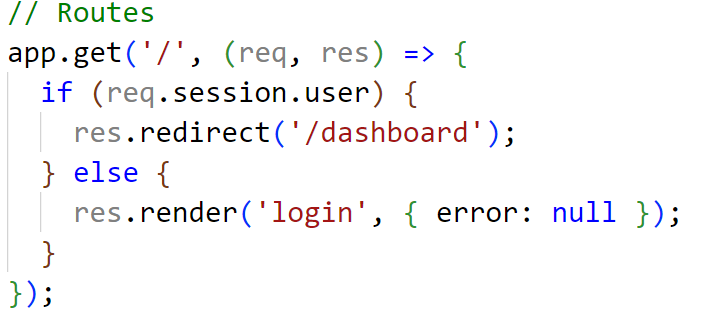 // Routes
app.get('/', (req, res) => {
  if (req.session.user) {
    res.redirect('/dashboard');
  } else {
    res.render('login', { error: null });
  }
});